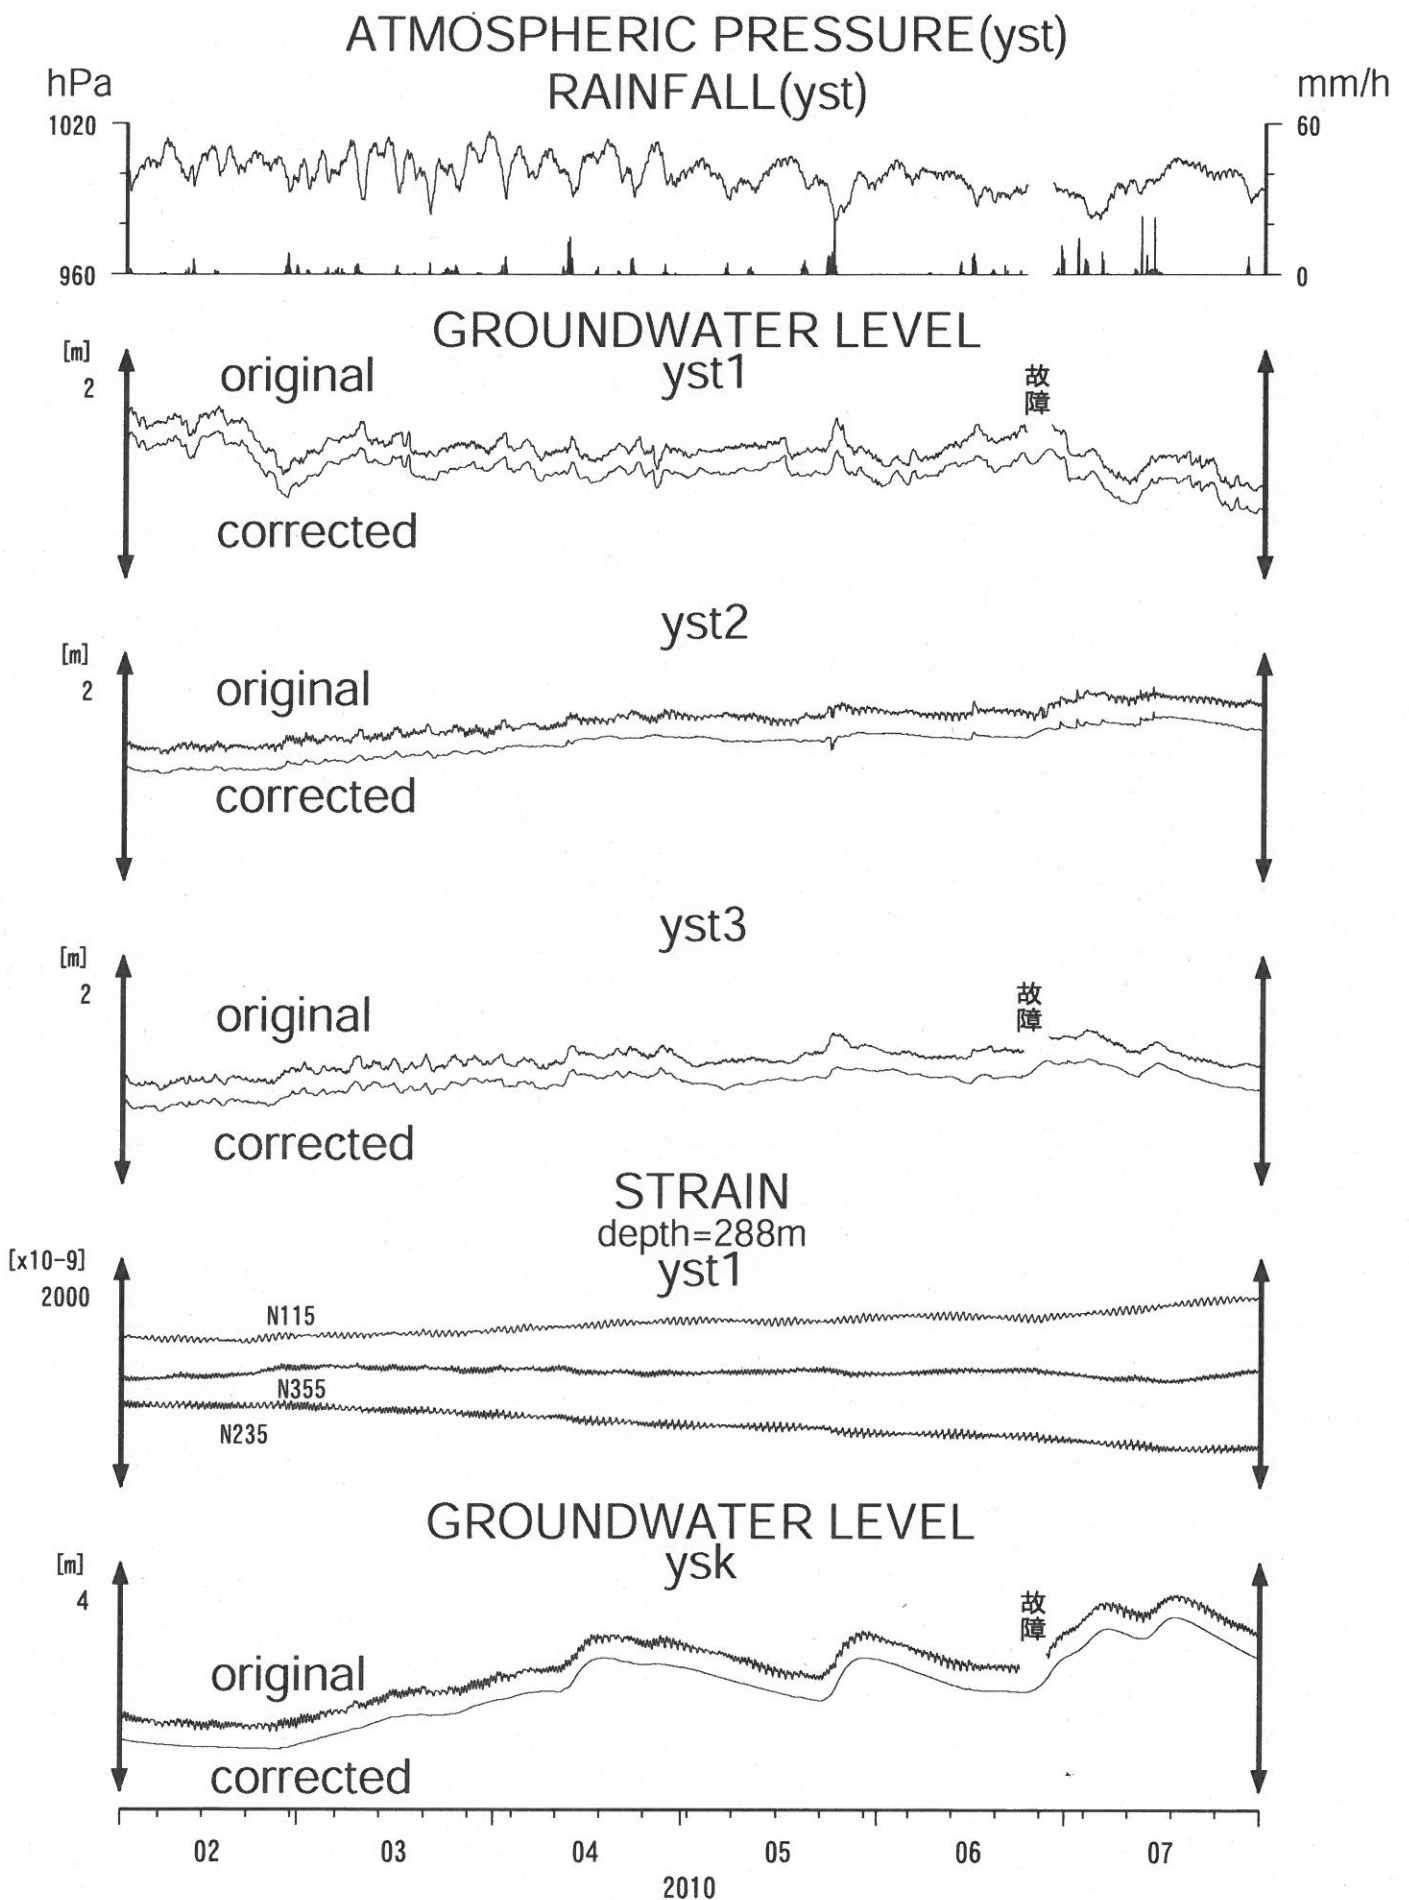 ATMOSPHERIC PRESSURE(yst)
hPa
RAINFALL(yst)
mm/h
1020
60
960
0
GROUNDWATER LEVEL
[m]
2
original
yst1
故障
corrected
yst2
[m]
2
original
corrected
yst3
[m]
2
original
故障
corrected
STRAIN
depth=288m
[x10-9]
yst1
2000
N115
N355
N235
GROUNDWATER LEVEL
[m]
ysk
4
故障
original
corrected
02 03 04 05 06 07
2010